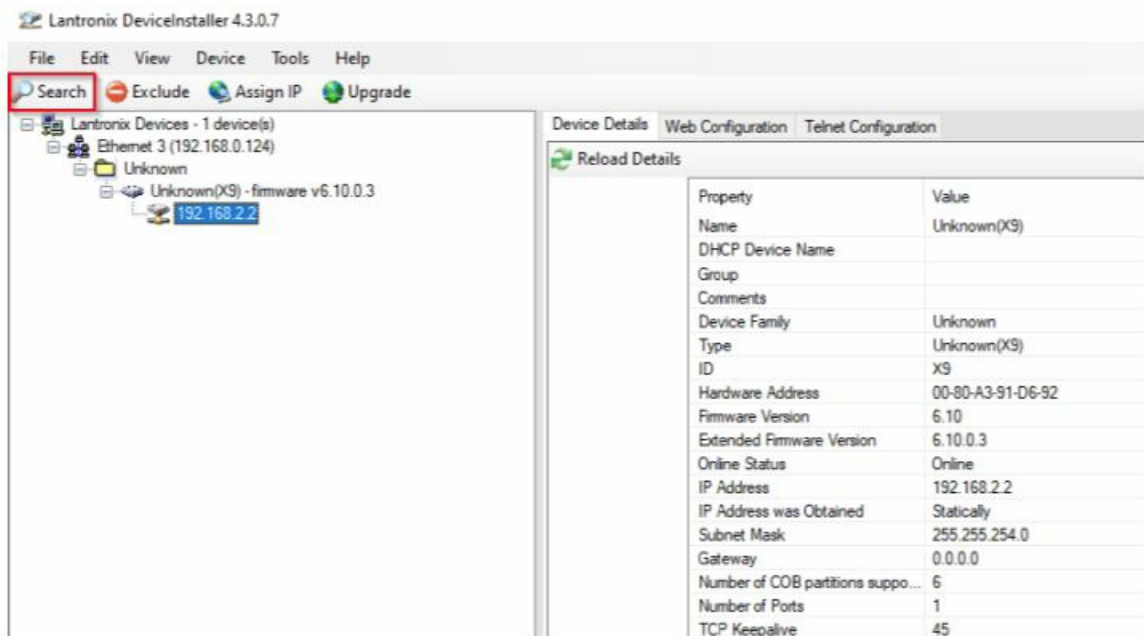 Lantronix DeviceInstaller 4.3.0.7
File Edit View Device Tools Help
Search Exclude Assign IP Upgrade
Lantronix Devices - 1 device(s)
Ethernet 3 (192.168.0.124)
Unknown
Unknown(X9) - firmware v6.10.0.3
192.168.2.2
Device Details Web Configuration Telnet Configuration
Reload Details
Property Value
Name Unknown(X9)
DHCP Device Name
Group
Comments
Device Family Unknown
Type Unknown(X9)
ID X9
Hardware Address 00-80-A3-91-D6-92
Firmware Version 6.10
Extended Firmware Version 6.10.0.3
Online Status Online
IP Address 192.168.2.2
IP Address was Obtained Statically
Subnet Mask 255.255.254.0
Gateway 0.0.0.0
Number of COB partitions suppo... 6
Number of Ports 1
TCP Keepalive 45